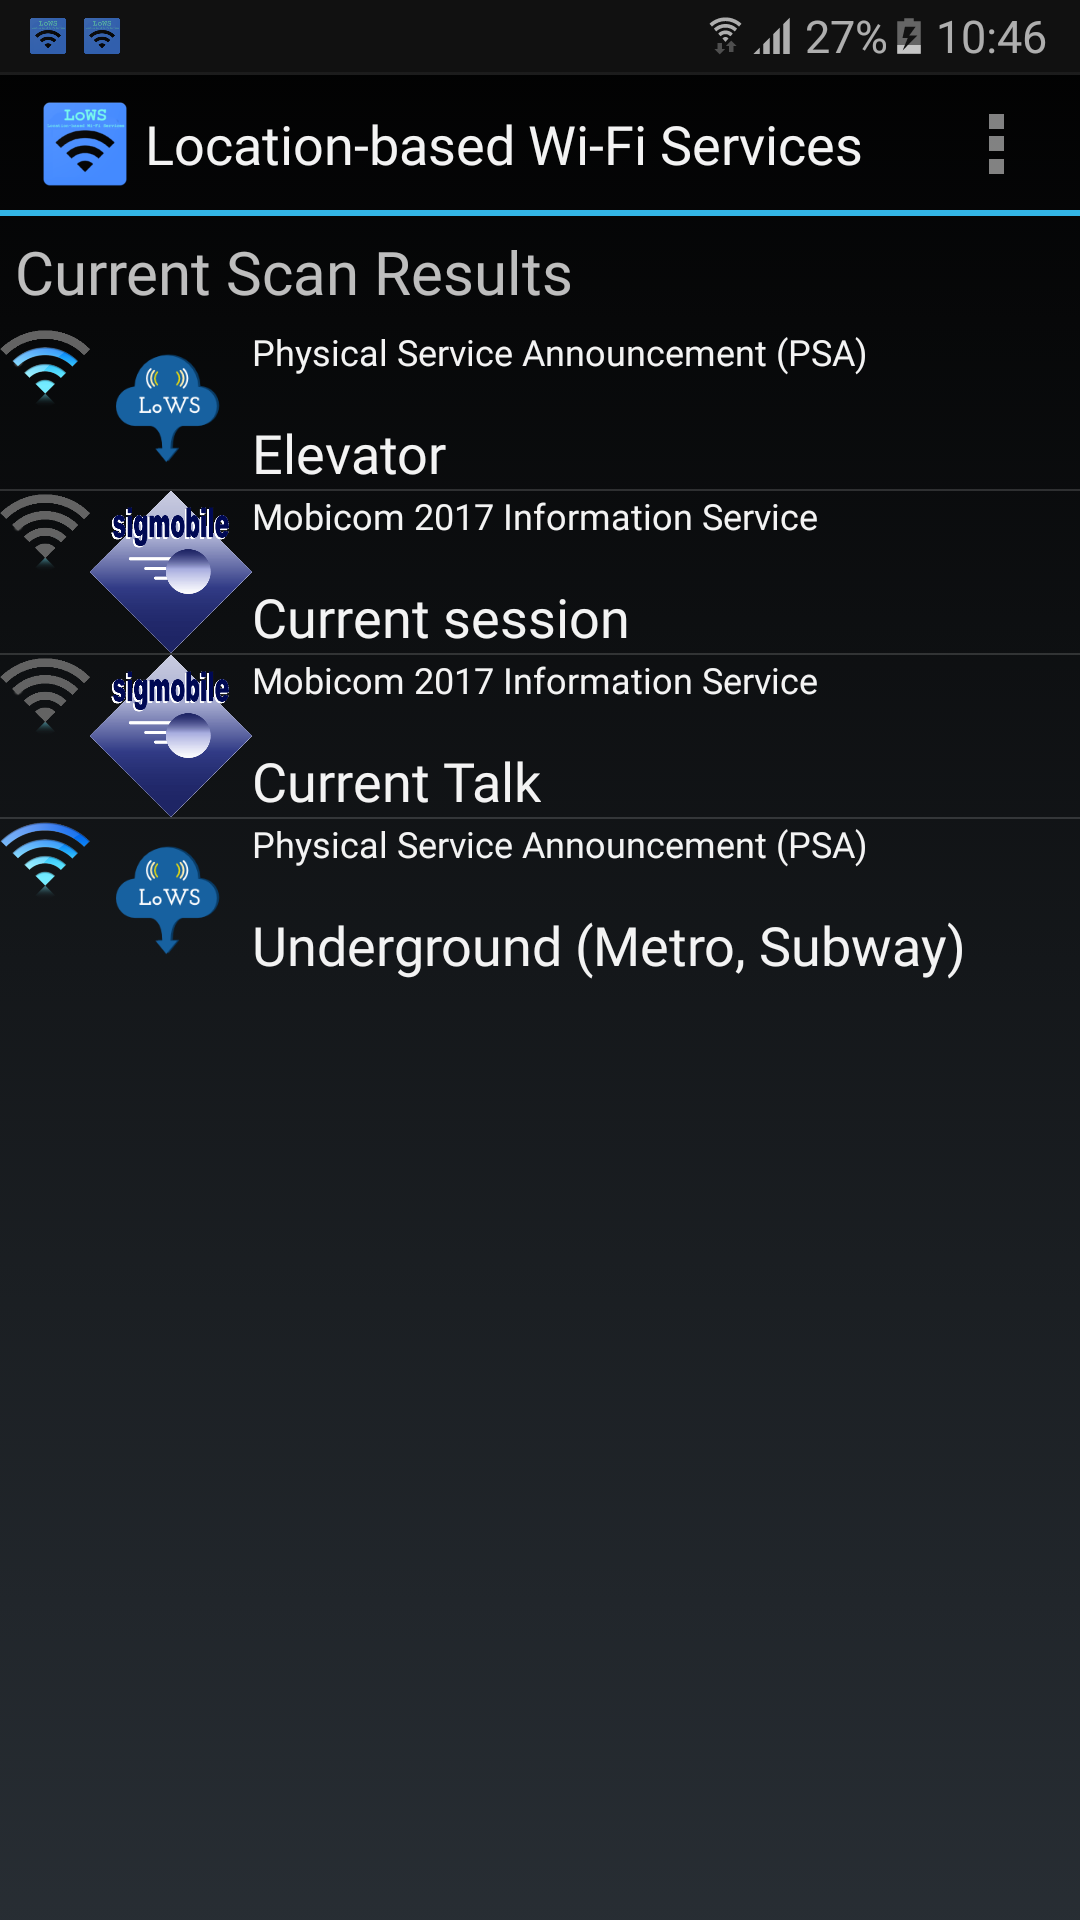 LoWS LoWS 27% 10:46
LoWS
Location-based Wi-Fi Services
Current Scan Results
Physical Service Announcement (PSA)
LoWS
Elevator
sigmobile
Mobicom 2017 Information Service
Current session
sigmobile
Mobicom 2017 Information Service
Current Talk
Physical Service Announcement (PSA)
LoWS
Underground (Metro, Subway)